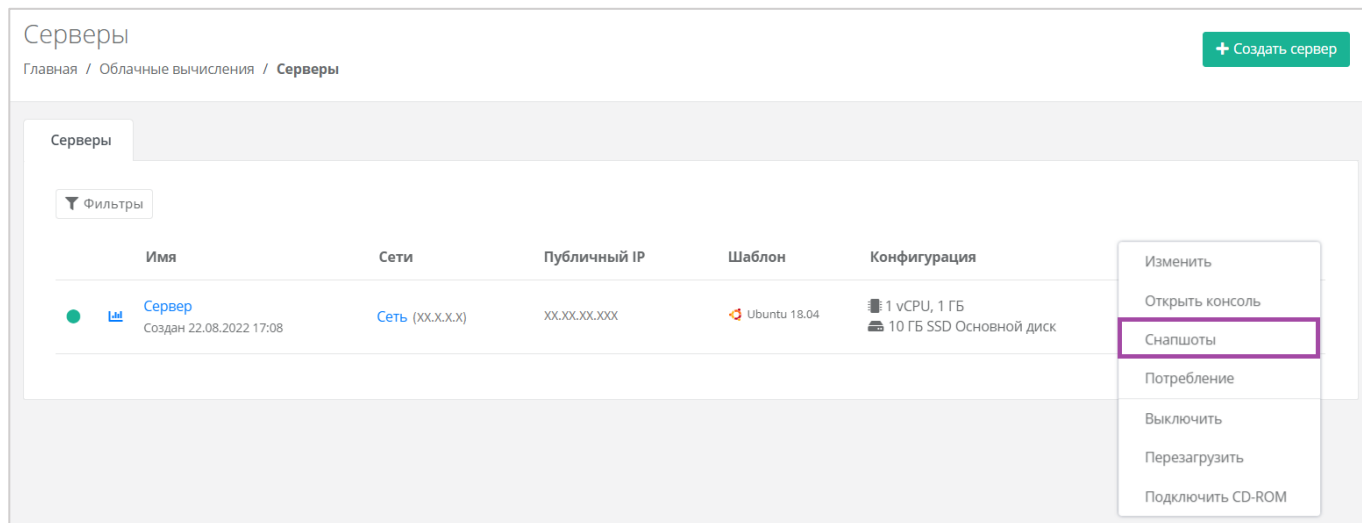 Серверы
Главная / Облачные вычисления / Серверы
+ Создать сервер
Серверы
Фильтры
Имя Сети Публичный IP Шаблон Конфигурация
Сервер
Создан 22.08.2022 17:08
Сеть (XX.X.X.X)
XX.XX.XX.XXX
Ubuntu 18.04
1 vCPU, 1 ГБ
10 ГБ SSD Основной диск
Изменить
Открыть консоль
Снапшоты
Потребление
Выключить
Перезагрузить
Подключить CD-ROM